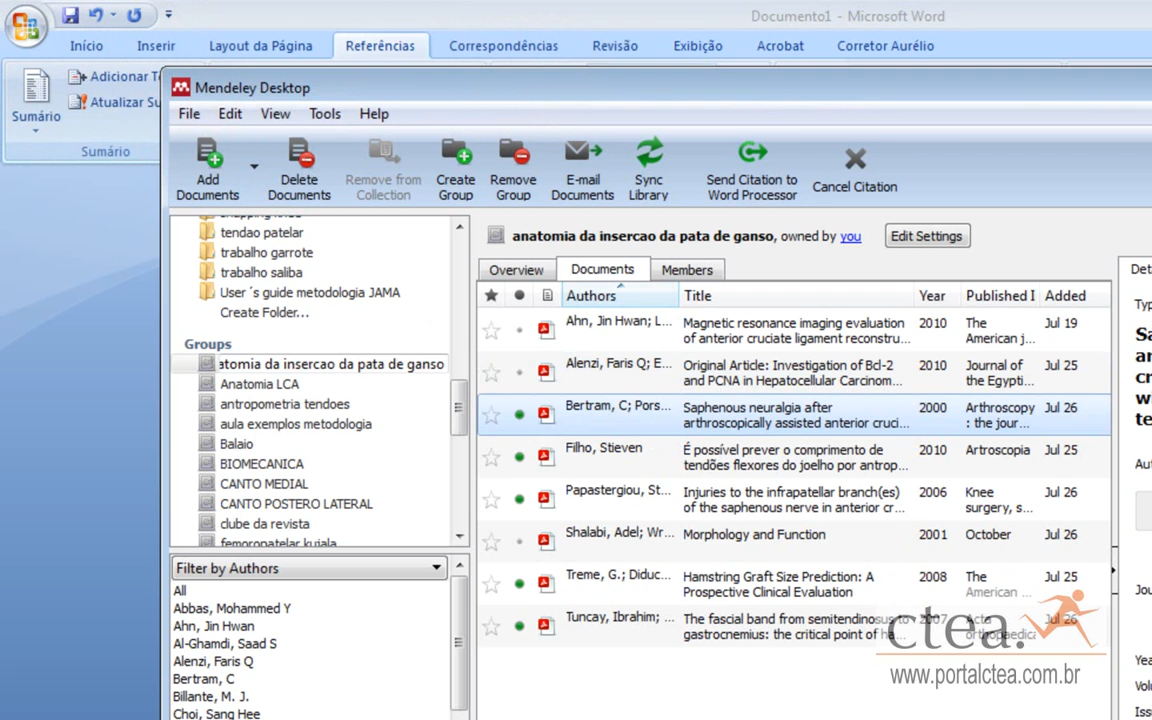 Documento1 - Microsoft Word
Início Inserir Layout da Página Referências Correspondências Revisão Exibição Acrobat Corretor Aurélio
Sumário
Adicionar
Atualizar
Sumário
Mendeley Desktop
File Edit View Tools Help
Add Documents
Delete Documents
Remove from Collection
Create Group
Remove Group
E-mail Documents
Sync Library
Send Citation to Word Processor
Cancel Citation
tendao patelar
trabalho garrote
trabalho saliba
User´s guide metodologia JAMA
Create Folder...
Groups
atomia da insercao da pata de ganso
Anatomia LCA
antropometria tendoes
aula exemplos metodologia
Balaio
BIOMECANICA
CANTO MEDIAL
CANTO POSTERO LATERAL
clube da revista
femoropatelar kujala
Filter by Authors
All
Abbas, Mohammed Y
Ahn, Jin Hwan
Al-Ghamdi, Saad S
Alenzi, Faris Q
Bertram, C
Billante, M. J.
Choi, Sang Hee
anatomia da insercao da pata de ganso, owned by you Edit Settings
Overview Documents Members
Authors Title Year Published I Added
Ahn, Jin Hwan; L... Magnetic resonance imaging evaluation 2010 The Jul 19
of anterior cruciate ligament reconstru... American j...
Alenzi, Faris Q; E... Original Article: Investigation of Bcl-2 2010 Journal of Jul 25
and PCNA in Hepatocellular Carcinom... the Egypti...
Bertram, C; Pors... Saphenous neuralgia after 2000 Arthroscopy Jul 26
arthroscopically assisted anterior cruci... : the jour...
Filho, Stieven É possível prever o comprimento de 2010 Artroscopia Jul 25
tendões flexores do joelho por antrop...
Papastergiou, St... Injuries to the infrapatellar branch(es) 2006 Knee Jul 26
of the saphenous nerve in anterior cr... surgery, s...
Shalabi, Adel; Wr... Morphology and Function 2001 October Jul 26
Treme, G.; Diduc... Hamstring Graft Size Prediction: A 2008 The Jul 25
Prospective Clinical Evaluation American ...
Tuncay, Ibrahim; ... The fascial band from semitendinosus to 2007 Acta Jul 26
gastrocnemius: the critical point of ha... orthopaedica
ctea.
www.portalctea.com.br